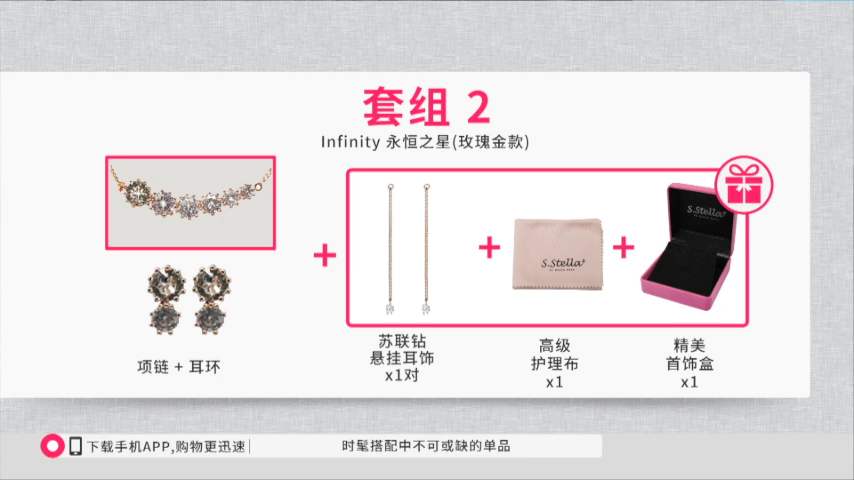 套组 2
Infinity 永恒之星(玫瑰金款)
S.Stella+
S.Stella+
项链 + 耳环
苏联钻
悬挂耳饰
x1对
高级
护理布
x1
精美
首饰盒
x1
下载手机APP,购物更迅速
时髦搭配中不可或缺的单品